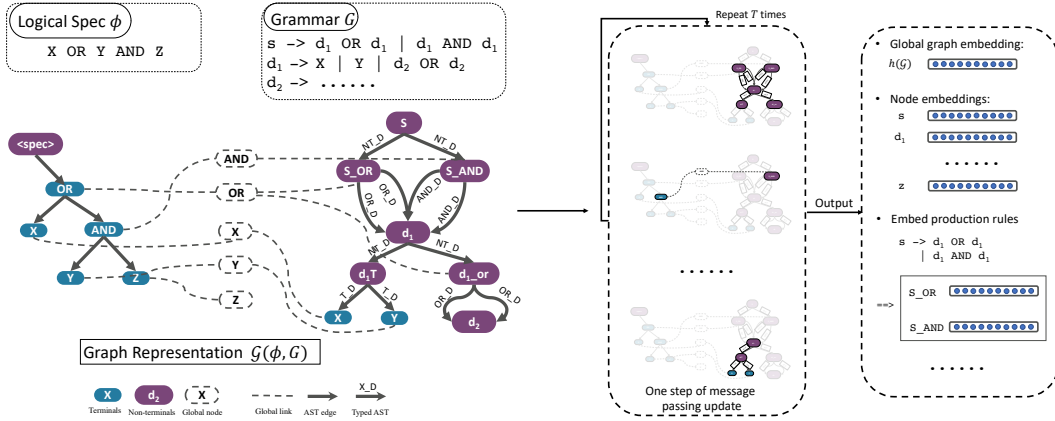 Logical Spec ϕ
X OR Y AND Z
Grammar G
s -> d₁ OR d₁ | d₁ AND d₁
d₁ -> X | Y | d₂ OR d₂
d₂ -> ......
<spec>
OR
X
AND
Y
Z
AND
OR
X
Y
Z
S
NT_D
NT_D
S_OR
S_AND
OR_D
OR_D
AND_D
AND_D
d₁
NT_D
NT_D
d₁T
d₁_or
T_D
T_D
OR_D
OR_D
X
Y
d₂
Graph Representation 𝒢(ϕ, G)
X
Terminals
d₂
Non-terminals
X
Global node
Global link
AST edge
X_D
Typed AST
Repeat T times
......
One step of message
passing update
Output
• Global graph embedding:
h(𝒢)
• Node embeddings:
s
d₁
......
z
• Embed production rules
s -> d₁ OR d₁
| d₁ AND d₁
==>
S_OR
S_AND
......